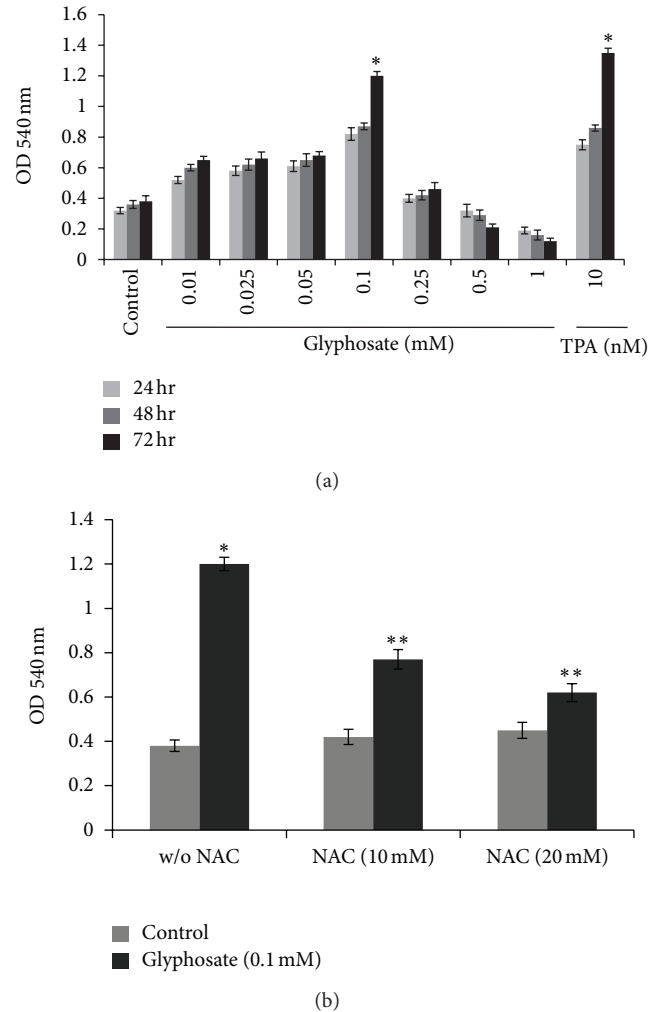 1.6
1.4
1.2
1
0.8
0.6
0.4
0.2
0
OD 540 nm
*
*
Control
0.01
0.025
0.05
0.1
0.25
0.5
1
10
Glyphosate (mM)
TPA (nM)
24 hr
48 hr
72 hr
(a)
1.4
1.2
1
0.8
0.6
0.4
0.2
0
OD 540 nm
*
**
**
w/o NAC
NAC (10 mM)
NAC (20 mM)
Control
Glyphosate (0.1 mM)
(b)